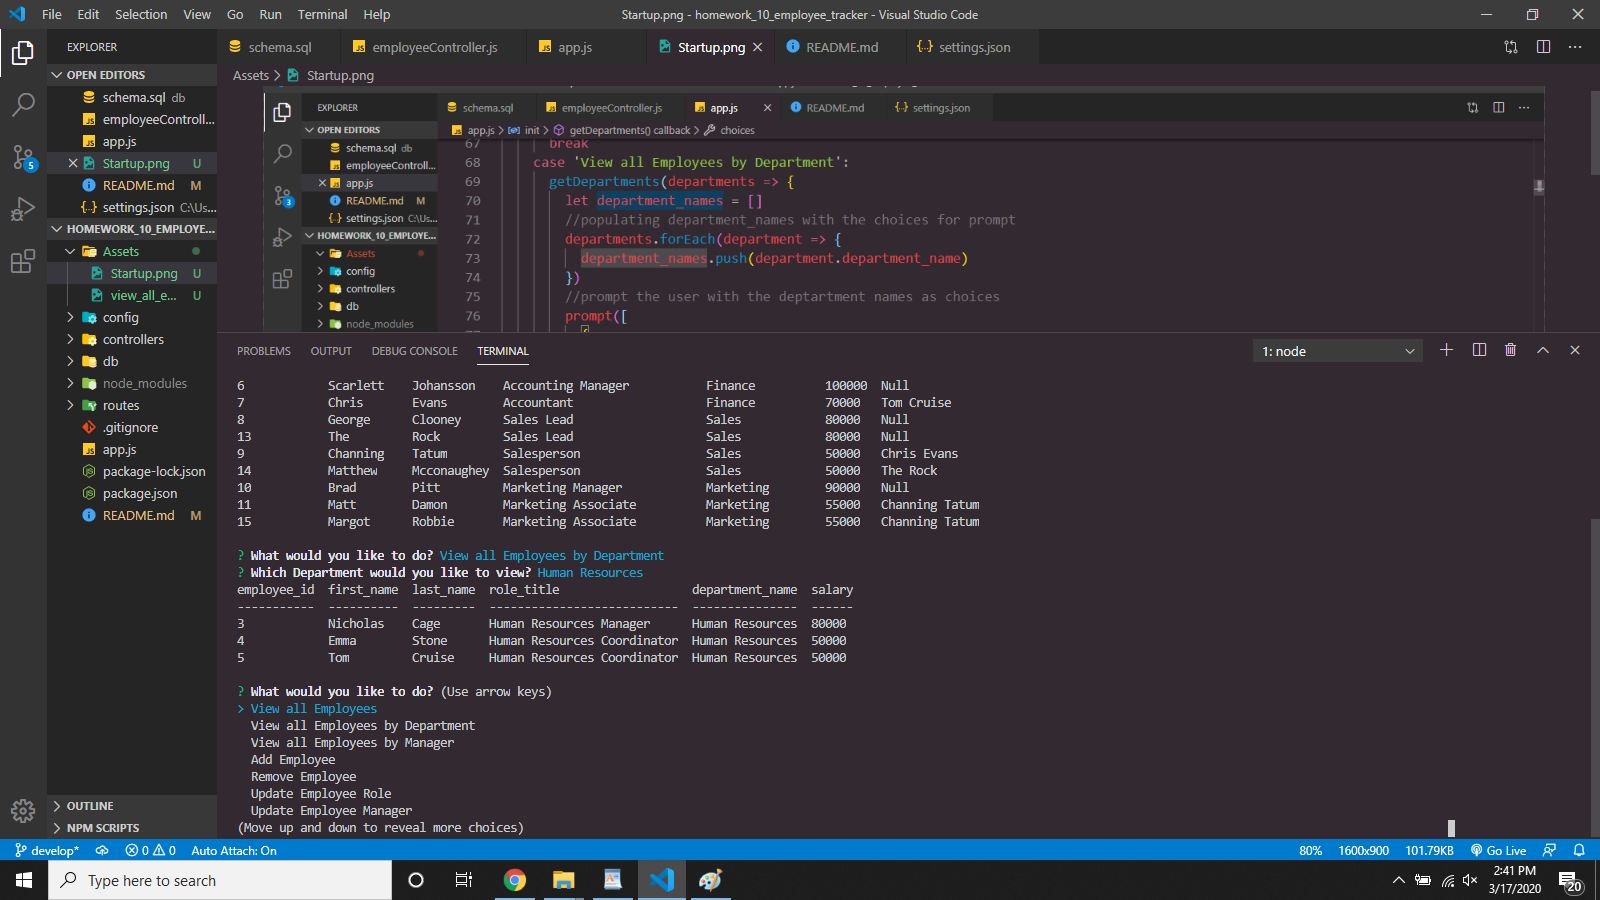 File Edit Selection View Go Run Terminal Help
Startup.png - homework_10_employee_tracker - Visual Studio Code
EXPLORER
OPEN EDITORS
schema.sql db
employeeControll...
app.js
Startup.png U
README.md M
settings.json C:\Us...
HOMEWORK_10_EMPLOYE...
Assets
Startup.png U
view_all_e... U
config
controllers
db
node_modules
routes
.gitignore
app.js
package-lock.json
package.json
README.md M
OUTLINE
NPM SCRIPTS
5
schema.sql employeeController.js app.js Startup.png README.md settings.json
Assets > Startup.png
EXPLORER
OPEN EDITORS
schema.sql db
employeeControll...
app.js
README.md M
settings.json C:\Us...
HOMEWORK_10_EMPLOYE...
Assets
config
controllers
db
node_modules
3
schema.sql employeeController.js app.js README.md settings.json
app.js > init > getDepartments() callback > choices
67 break
68 case 'View all Employees by Department':
69 getDepartments(departments => {
70 let department_names = []
71 //populating department_names with the choices for prompt
72 departments.forEach(department => {
73 department_names.push(department.department_name)
74 })
75 //prompt the user with the deptartment names as choices
76 prompt([
{
PROBLEMS OUTPUT DEBUG CONSOLE TERMINAL
1: node
6 Scarlett Johansson Accounting Manager Finance 100000 Null
7 Chris Evans Accountant Finance 70000 Tom Cruise
8 George Clooney Sales Lead Sales 80000 Null
13 The Rock Sales Lead Sales 80000 Null
9 Channing Tatum Salesperson Sales 50000 Chris Evans
14 Matthew Mcconaughey Salesperson Sales 50000 The Rock
10 Brad Pitt Marketing Manager Marketing 90000 Null
11 Matt Damon Marketing Associate Marketing 55000 Channing Tatum
15 Margot Robbie Marketing Associate Marketing 55000 Channing Tatum
? What would you like to do? View all Employees by Department
? Which Department would you like to view? Human Resources
employee_id first_name last_name role_title department_name salary
----------- ---------- --------- --------------------------- --------------- ------
3 Nicholas Cage Human Resources Manager Human Resources 80000
4 Emma Stone Human Resources Coordinator Human Resources 50000
5 Tom Cruise Human Resources Coordinator Human Resources 50000
? What would you like to do? (Use arrow keys)
> View all Employees
View all Employees by Department
View all Employees by Manager
Add Employee
Remove Employee
Update Employee Role
Update Employee Manager
(Move up and down to reveal more choices)
develop* 0 0 Auto Attach: On
80% 1600x900 101.79KB Go Live
Type here to search
2:41 PM
3/17/2020
20